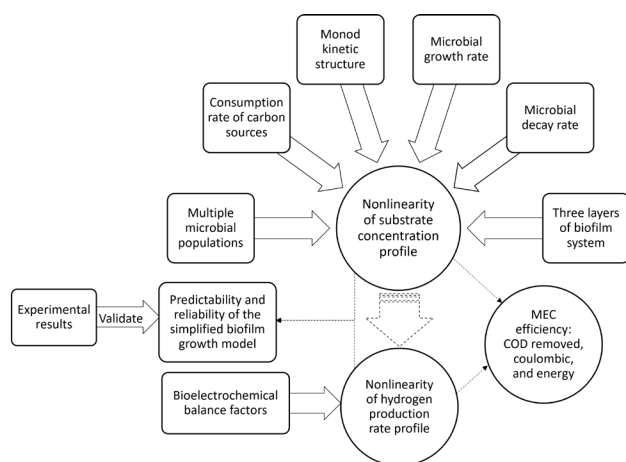 Monod
kinetic
structure
Microbial
growth rate
Consumption
rate of carbon
sources
Microbial
decay rate
Multiple
microbial
populations
Nonlinearity
of substrate
concentration
profile
Three layers
of biofilm
system
Experimental
results
Validate
Predictability and
reliability of the
simplified biofilm
growth model
MEC
efficiency:
COD removed,
coulombic,
and energy
Bioelectrochemical
balance factors
Nonlinearity
of hydrogen
production
rate profile